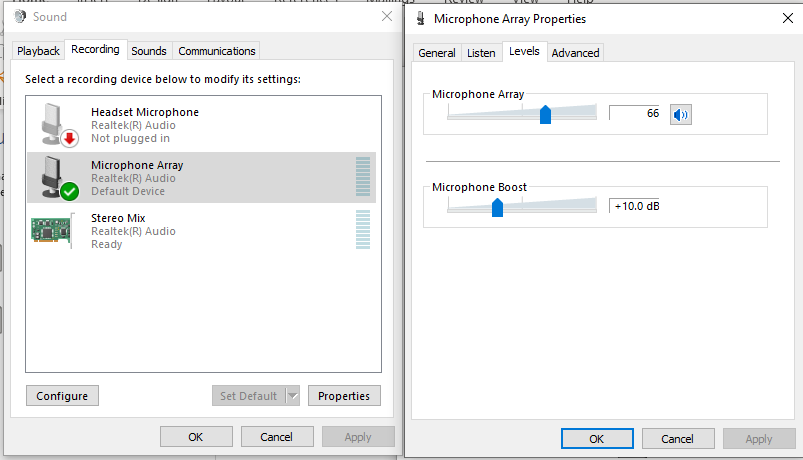 Sound
Playback
Recording
Sounds
Communications
Select a recording device below to modify its settings:
Headset Microphone
Realtek(R) Audio
Not plugged in
Microphone Array
Realtek(R) Audio
Default Device
Stereo Mix
Realtek(R) Audio
Ready
Configure
Set Default
Properties
OK
Cancel
Apply
Microphone Array Properties
General
Listen
Levels
Advanced
Microphone Array
66
Microphone Boost
+10.0 dB
OK
Cancel
Apply